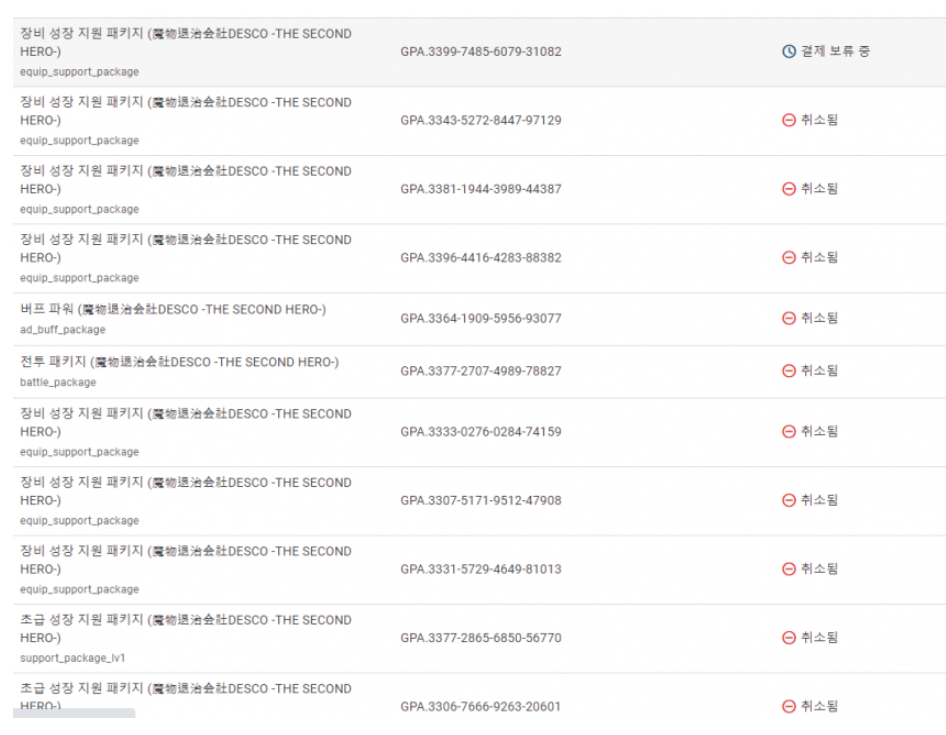 장비 성장 지원 패키지 (魔物退治会社DESCO -THE SECOND
HERO-)
equip_support_package
GPA.3399-7485-6079-31082
결제 보류 중
장비 성장 지원 패키지 (魔物退治会社DESCO -THE SECOND
HERO-)
equip_support_package
GPA.3343-5272-8447-97129
취소됨
장비 성장 지원 패키지 (魔物退治会社DESCO -THE SECOND
HERO-)
equip_support_package
GPA.3381-1944-3989-44387
취소됨
장비 성장 지원 패키지 (魔物退治会社DESCO -THE SECOND
HERO-)
equip_support_package
GPA.3396-4416-4283-88382
취소됨
버프 파워 (魔物退治会社DESCO -THE SECOND HERO-)
ad_buff_package
GPA.3364-1909-5956-93077
취소됨
전투 패키지 (魔物退治会社DESCO -THE SECOND HERO-)
battle_package
GPA.3377-2707-4989-78827
취소됨
장비 성장 지원 패키지 (魔物退治会社DESCO -THE SECOND
HERO-)
equip_support_package
GPA.3333-0276-0284-74159
취소됨
장비 성장 지원 패키지 (魔物退治会社DESCO -THE SECOND
HERO-)
equip_support_package
GPA.3307-5171-9512-47908
취소됨
장비 성장 지원 패키지 (魔物退治会社DESCO -THE SECOND
HERO-)
equip_support_package
GPA.3331-5729-4649-81013
취소됨
초급 성장 지원 패키지 (魔物退治会社DESCO -THE SECOND
HERO-)
support_package_lv1
GPA.3377-2865-6850-56770
취소됨
초급 성장 지원 패키지 (魔物退治会社DESCO -THE SECOND
HERO-)
GPA.3306-7666-9263-20601
취소됨